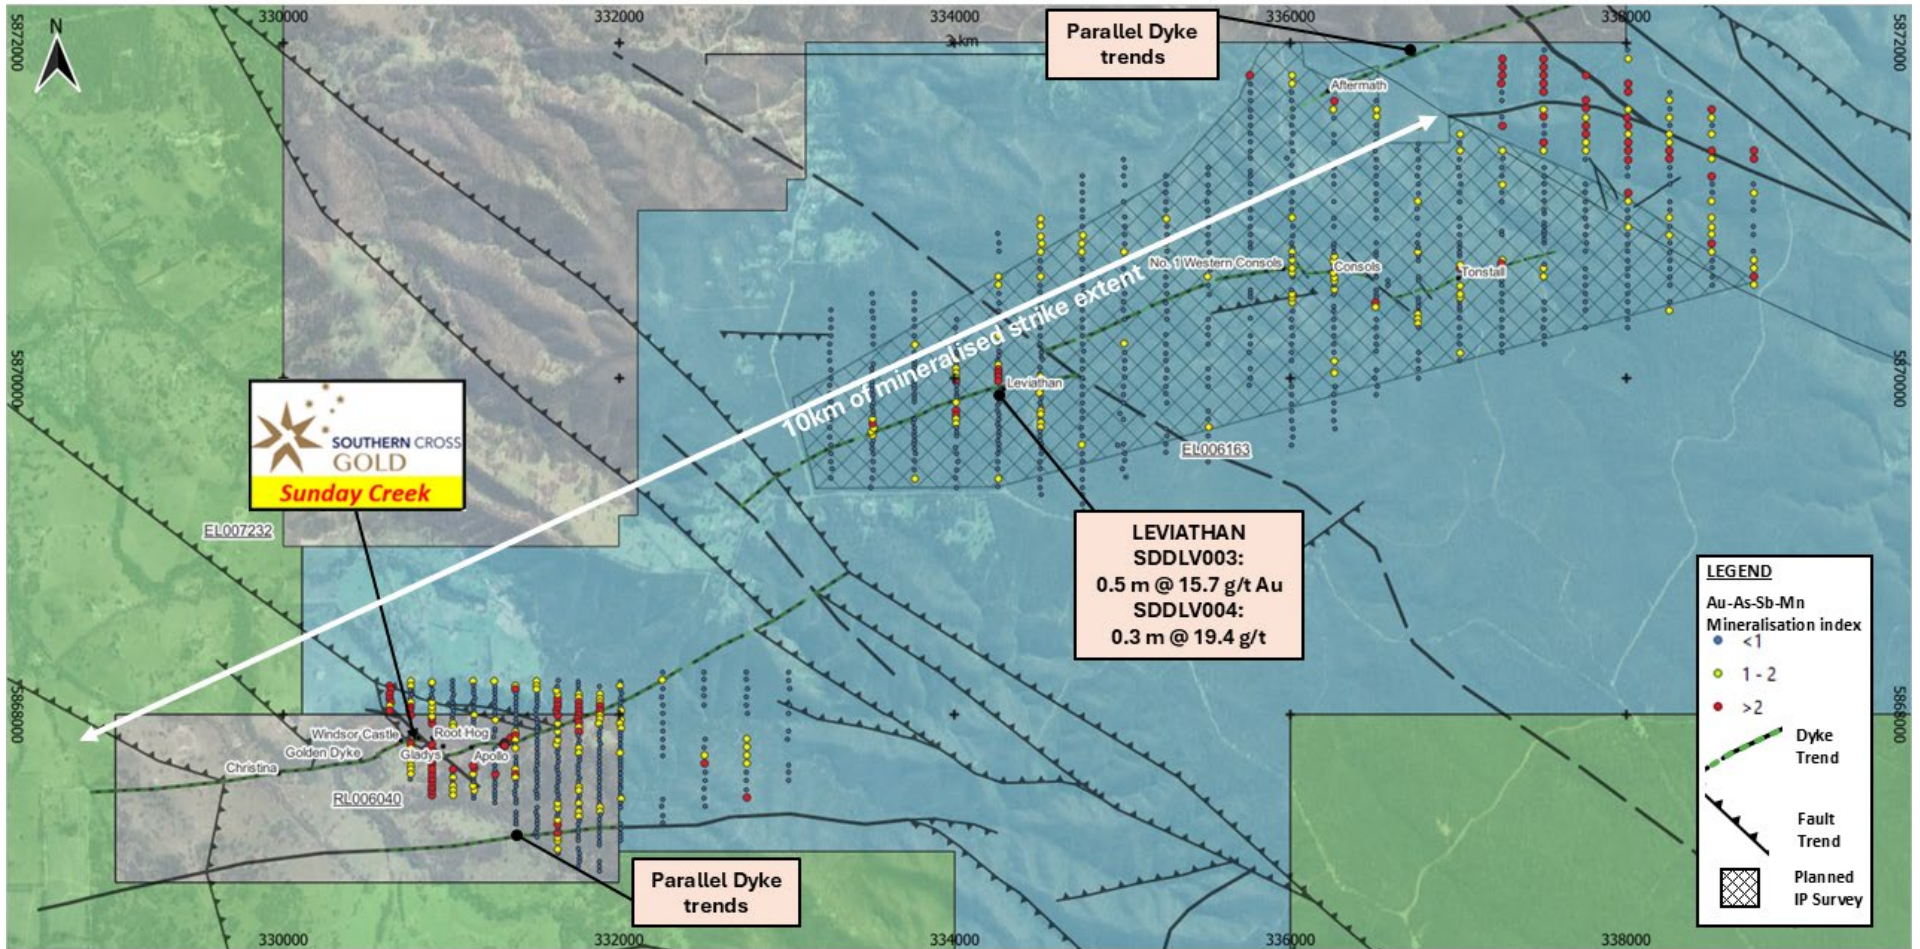 330000
332000
334000
336000
338000
5872000
5872000
N
3 km
Parallel Dyke
trends
Aftermath
No. 1 Western Consols
Consols
Tonstall
10km of mineralised strike extent
Leviathan
5870000
5870000
SOUTHERN CROSS
GOLD
Sunday Creek
EL007232
EL006163
LEVIATHAN
SDDLV003:
0.5 m @ 15.7 g/t Au
SDDLV004:
0.3 m @ 19.4 g/t
LEGEND
Au-As-Sb-Mn
Mineralisation index
<1
1 - 2
>2
Dyke
Trend
Fault
Trend
Planned
IP Survey
5868000
5868000
Windsor Castle
Root Hog
Golden Dyke
Gladys
Apollo
Christina
RL006040
Parallel Dyke
trends
330000
332000
334000
336000
338000